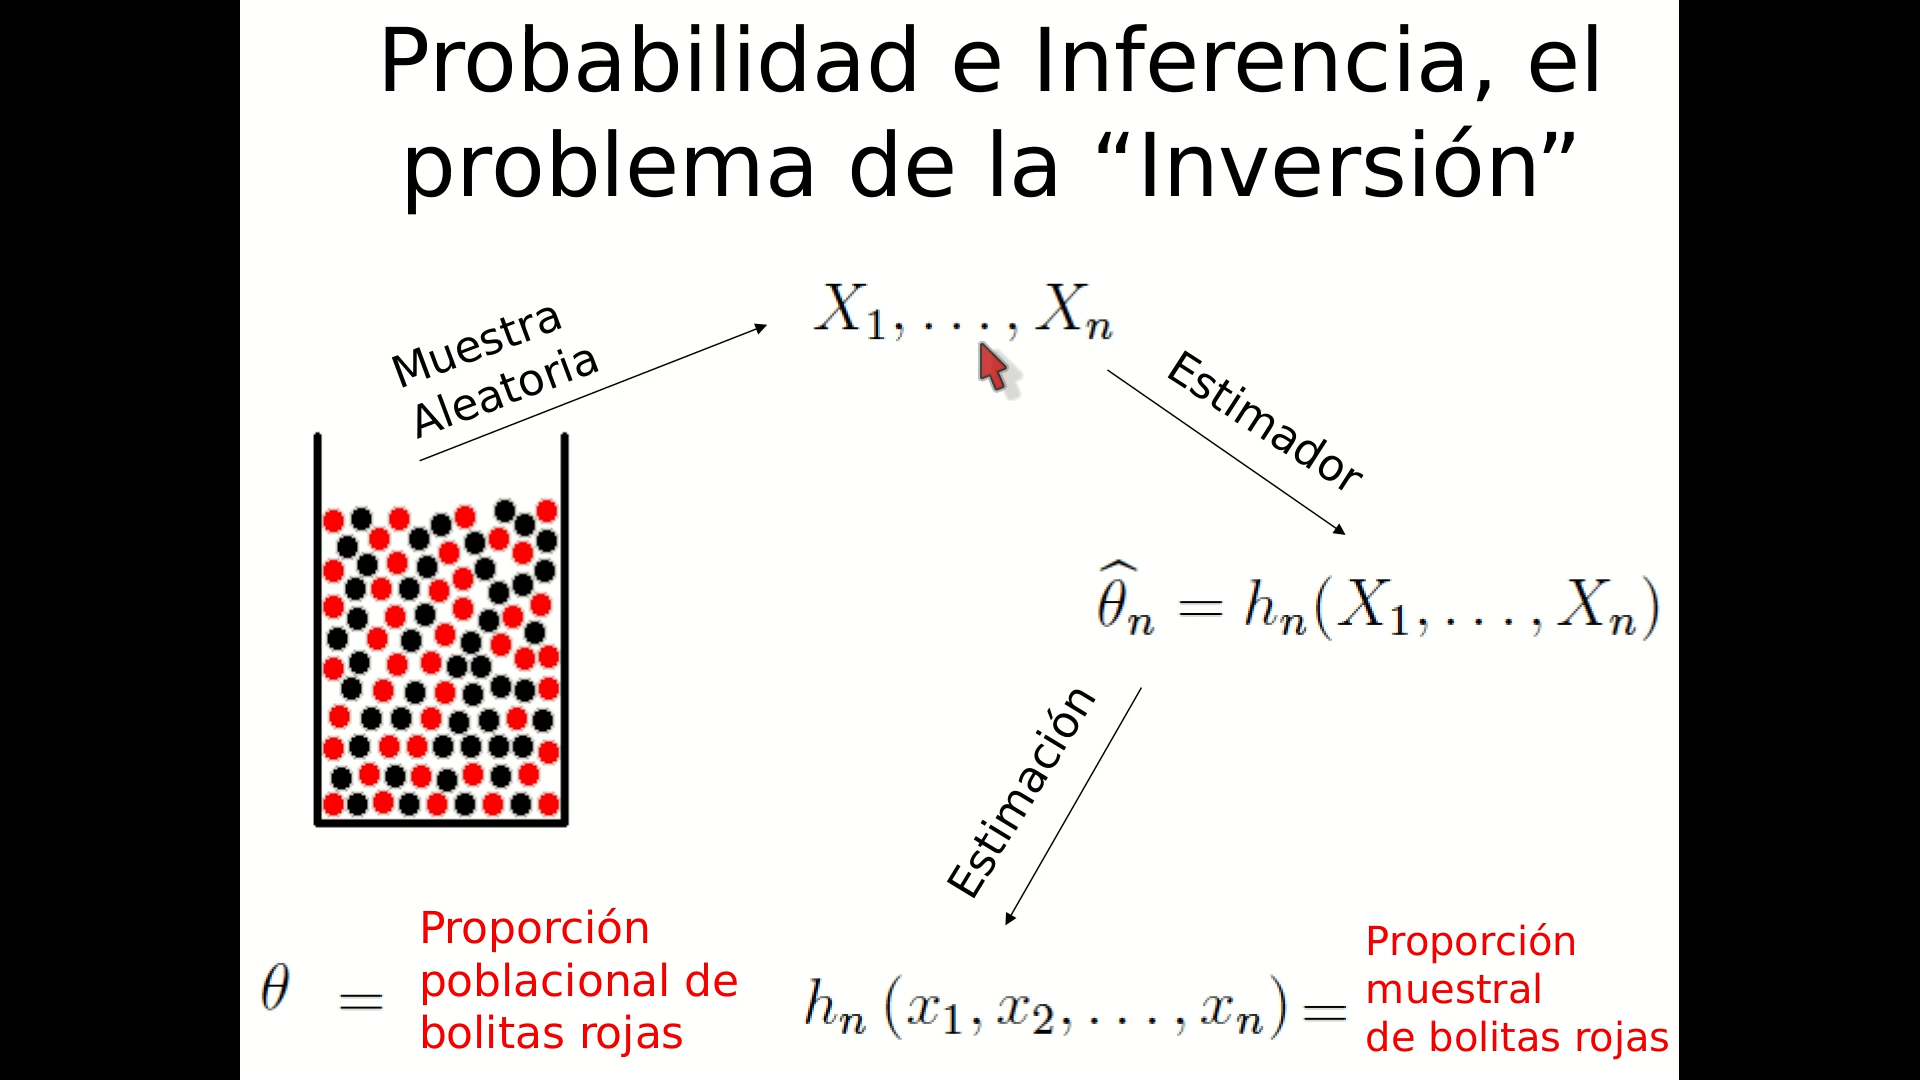 Probabilidad e Inferencia, el
problema de la “Inversión”
Muestra
Aleatoria
X₁, . . . , Xₙ
Estimador
θ̂ₙ = hₙ(X₁, . . . , Xₙ)
Estimación
θ =
Proporción
poblacional de
bolitas rojas
hₙ (x₁, x₂, . . . , xₙ) =
Proporción
muestral
de bolitas rojas